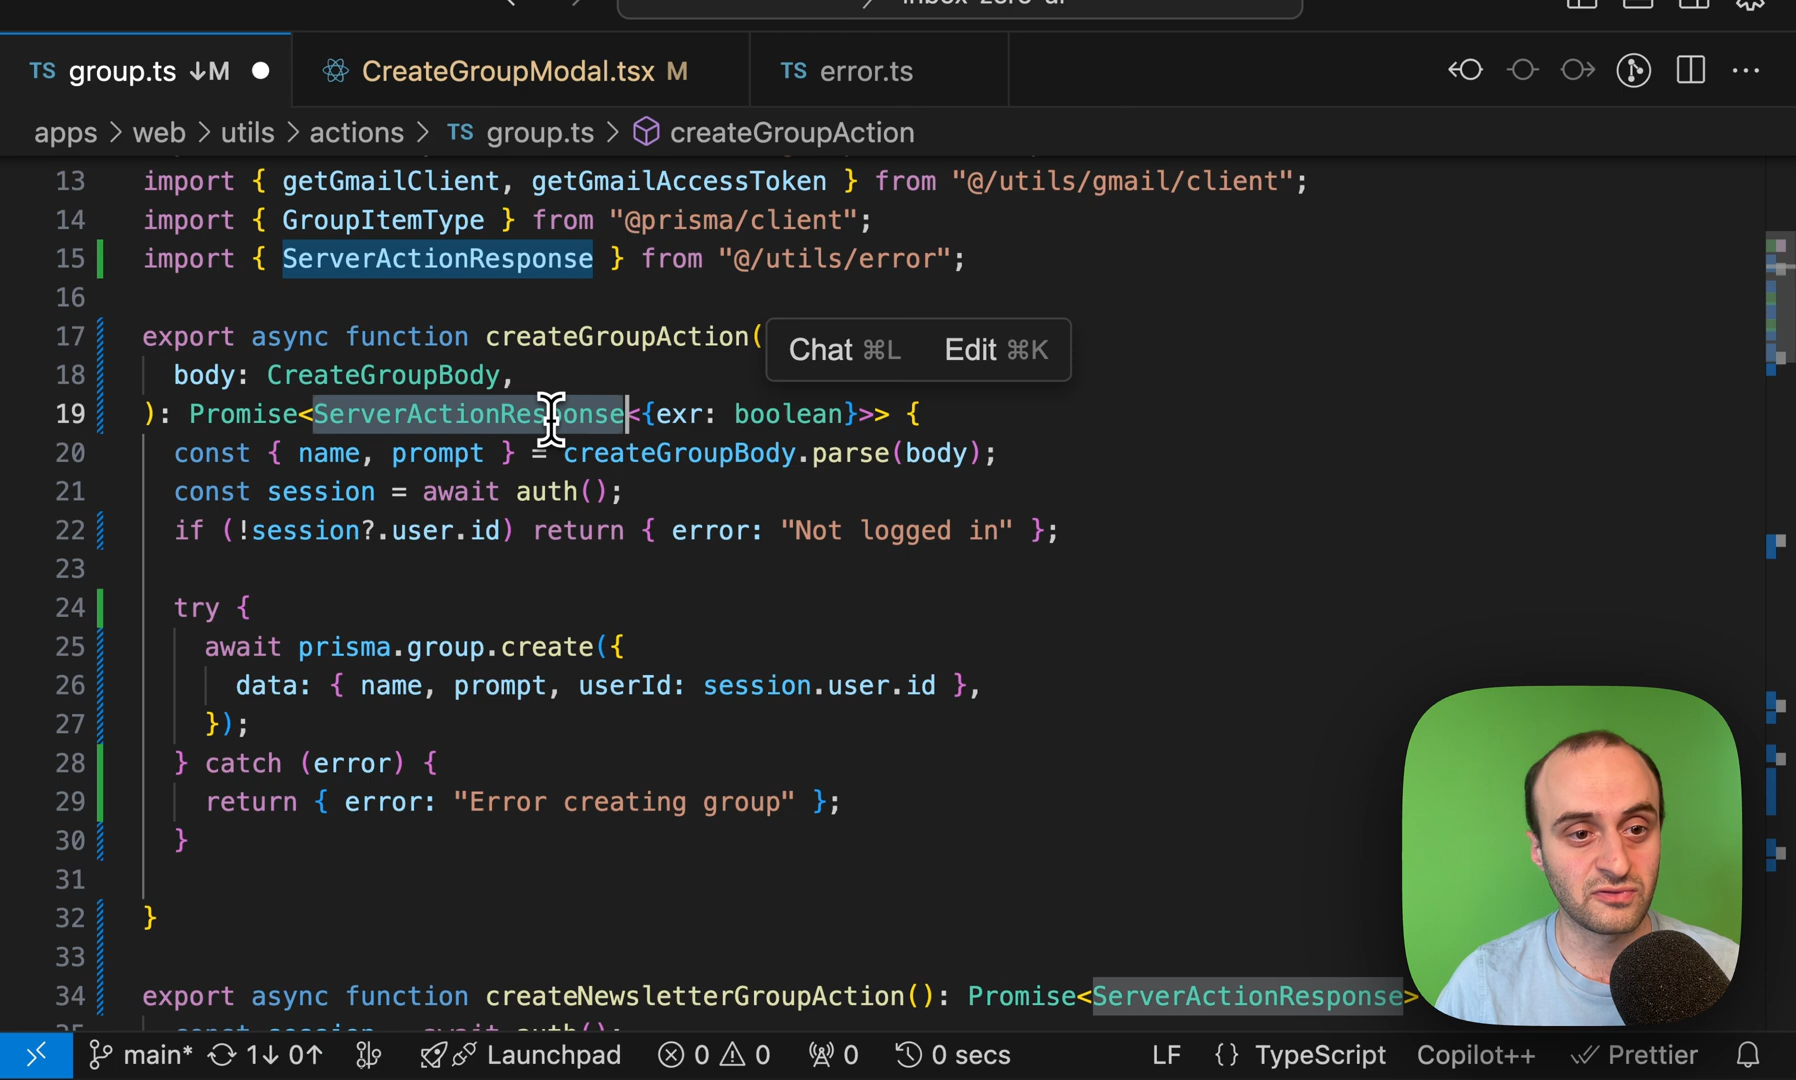 TS group.ts ↓M ● CreateGroupModal.tsx M TS error.ts
apps > web > utils > actions > TS group.ts > createGroupAction
13 import { getGmailClient, getGmailAccessToken } from "@/utils/gmail/client";
14 import { GroupItemType } from "@prisma/client";
15 import { ServerActionResponse } from "@/utils/error";
16
17 export async function createGroupAction(
Chat ⌘L Edit ⌘K
18 body: CreateGroupBody,
19 ): Promise<ServerActionResponse<{exr: boolean}>> {
20 const { name, prompt } = createGroupBody.parse(body);
21 const session = await auth();
22 if (!session?.user.id) return { error: "Not logged in" };
23
24 try {
25 await prisma.group.create({
26 data: { name, prompt, userId: session.user.id },
27 });
28 } catch (error) {
29 return { error: "Error creating group" };
30 }
31
32 }
33
34 export async function createNewsletterGroupAction(): Promise<ServerActionResponse>
main* 1↓ 0↑ Launchpad 0 0 0 0 secs LF {} TypeScript Copilot++ Prettier